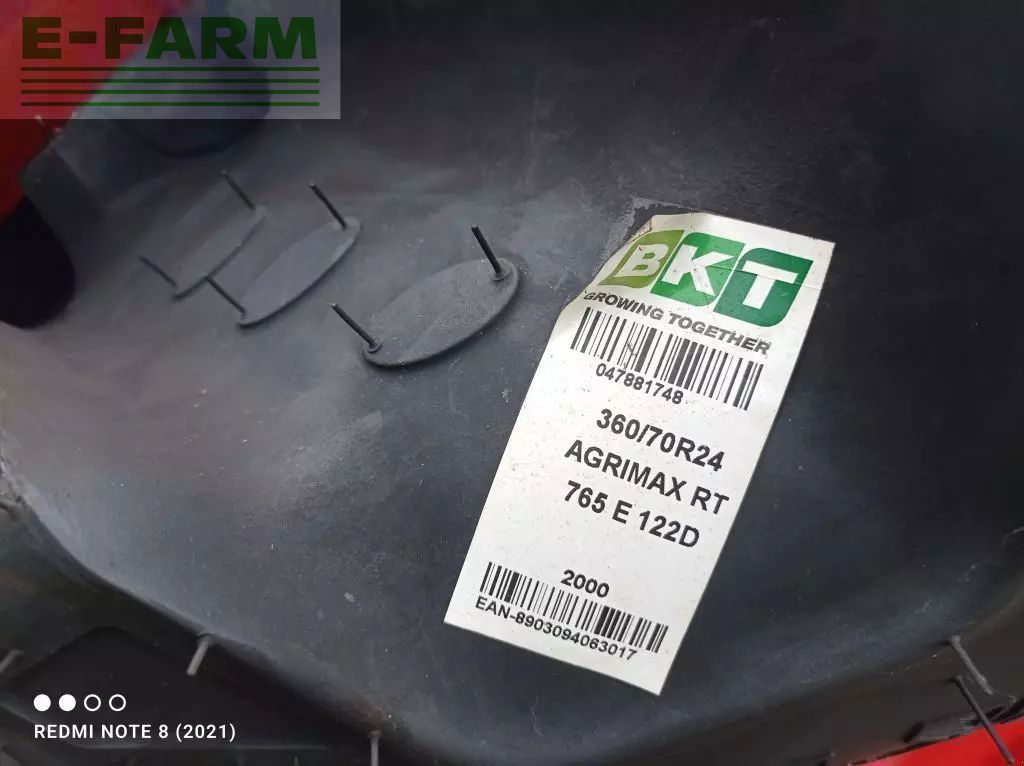 E-FARM
BKT
GROWING TOGETHER
047881748
360/70R24
AGRIMAX RT
765 E 122D
2000
EAN-8903094063017
REDMI NOTE 8 (2021)